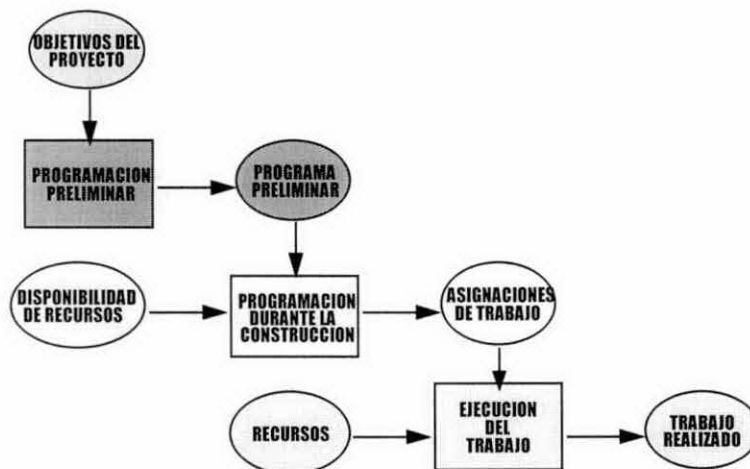 OBJETIVOS DEL
PROYECTO
PROGRAMACION
PRELIMINAR
PROGRAMA
PRELIMINAR
DISPONIBILIDAD
DE RECURSOS
PROGRAMACION
DURANTE LA
CONSTRUCCION
ASIGNACIONES
DE TRABAJO
RECURSOS
EJECUCION
DEL
TRABAJO
TRABAJO
REALIZADO